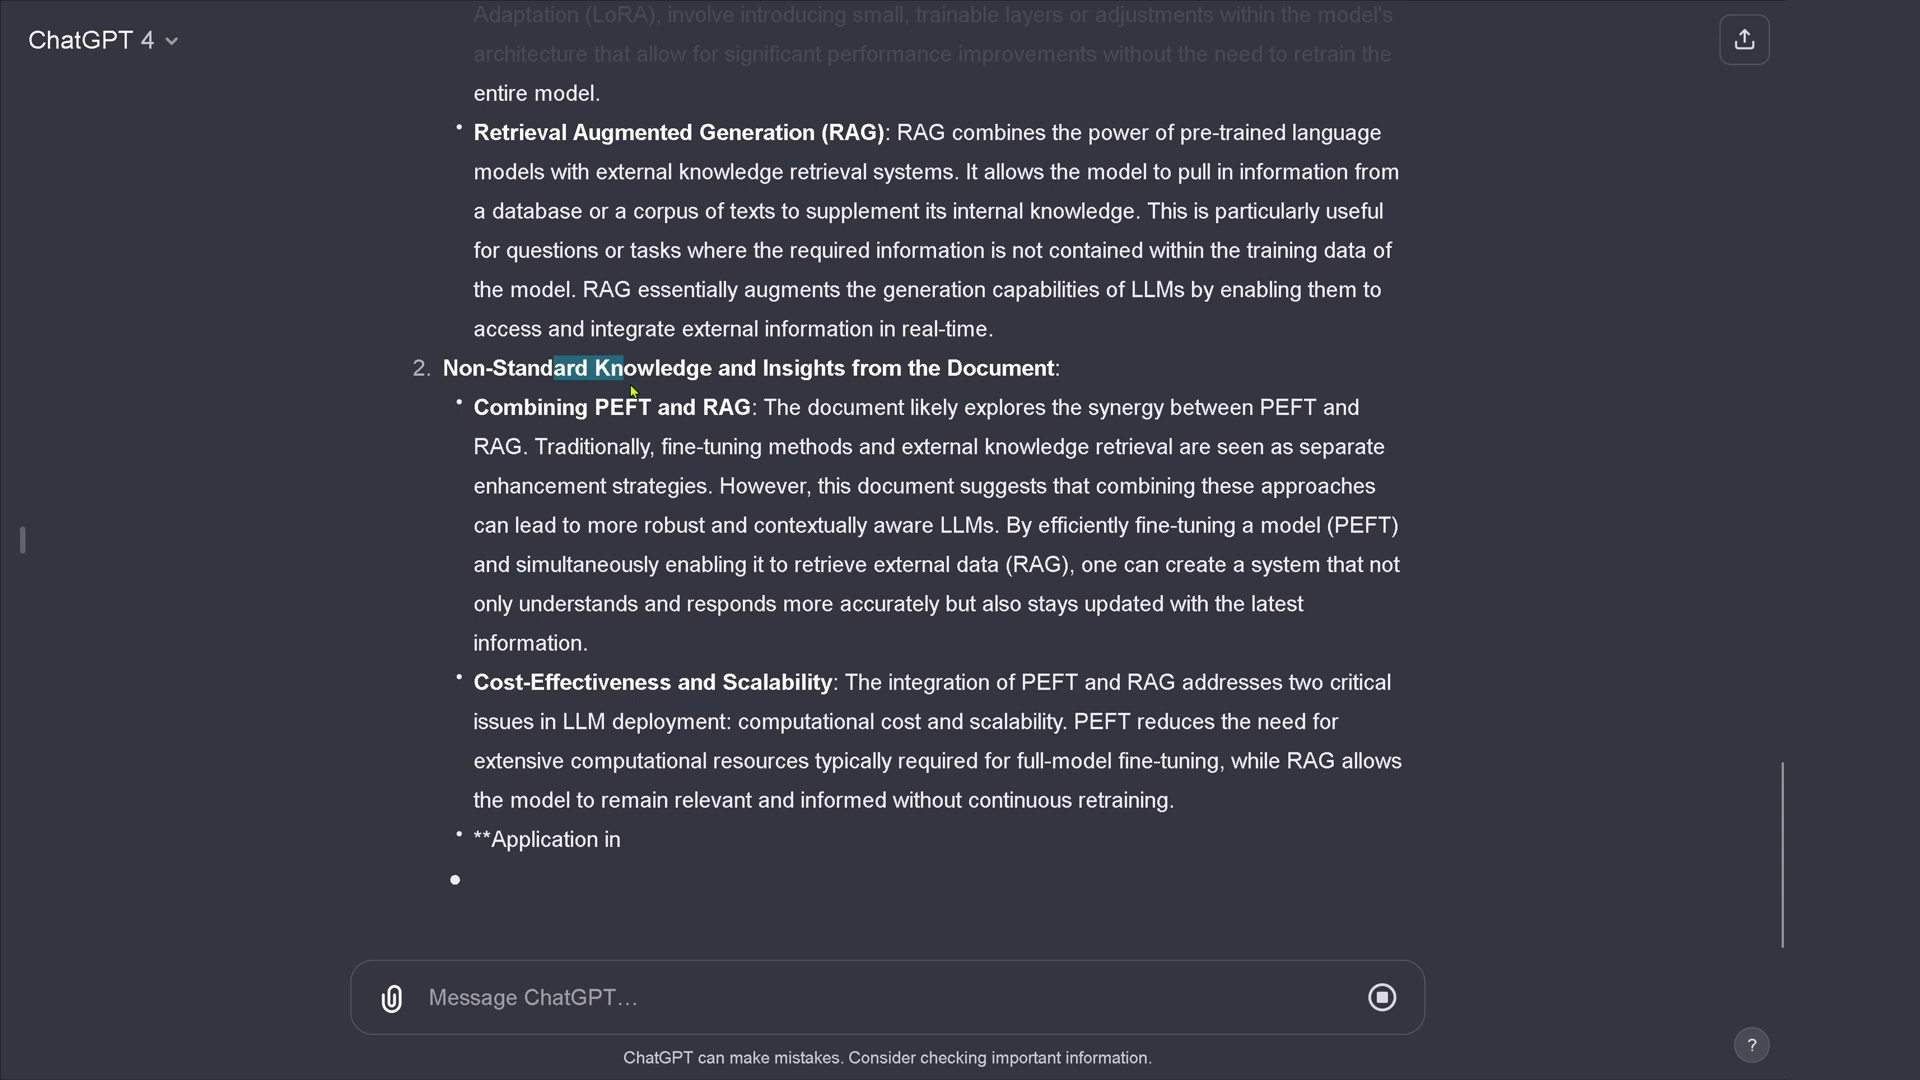 Adaptation (LoRA), involve introducing small, trainable layers or adjustments within the model's
ChatGPT 4
architecture that allow for significant performance improvements without the need to retrain the
entire model.
• Retrieval Augmented Generation (RAG): RAG combines the power of pre-trained language
models with external knowledge retrieval systems. It allows the model to pull in information from
a database or a corpus of texts to supplement its internal knowledge. This is particularly useful
for questions or tasks where the required information is not contained within the training data of
the model. RAG essentially augments the generation capabilities of LLMs by enabling them to
access and integrate external information in real-time.
2. Non-Standard Knowledge and Insights from the Document:
• Combining PEFT and RAG: The document likely explores the synergy between PEFT and
RAG. Traditionally, fine-tuning methods and external knowledge retrieval are seen as separate
enhancement strategies. However, this document suggests that combining these approaches
can lead to more robust and contextually aware LLMs. By efficiently fine-tuning a model (PEFT)
and simultaneously enabling it to retrieve external data (RAG), one can create a system that not
only understands and responds more accurately but also stays updated with the latest
information.
• Cost-Effectiveness and Scalability: The integration of PEFT and RAG addresses two critical
issues in LLM deployment: computational cost and scalability. PEFT reduces the need for
extensive computational resources typically required for full-model fine-tuning, while RAG allows
the model to remain relevant and informed without continuous retraining.
• **Application in
Message ChatGPT…
ChatGPT can make mistakes. Consider checking important information.
?